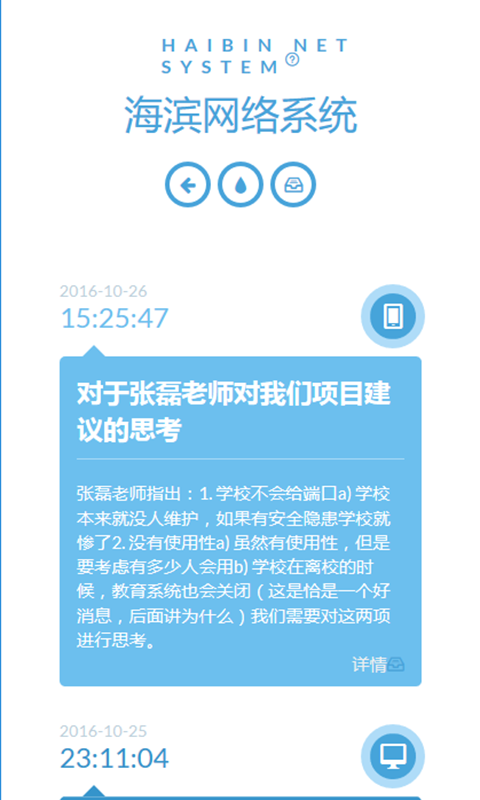 HAIBIN NET
SYSTEM
海滨网络系统
2016-10-26
15:25:47
对于张磊老师对我们项目建
议的思考
张磊老师指出：1. 学校不会给端口a) 学校
本来就没人维护，如果有安全隐患学校就
惨了2. 没有使用性a) 虽然有使用性，但是
要考虑有多少人会用b) 学校在离校的时
候，教育系统也会关闭（这是恰是一个好
消息，后面讲为什么）我们需要对这两项
进行思考。
详情
2016-10-25
23:11:04